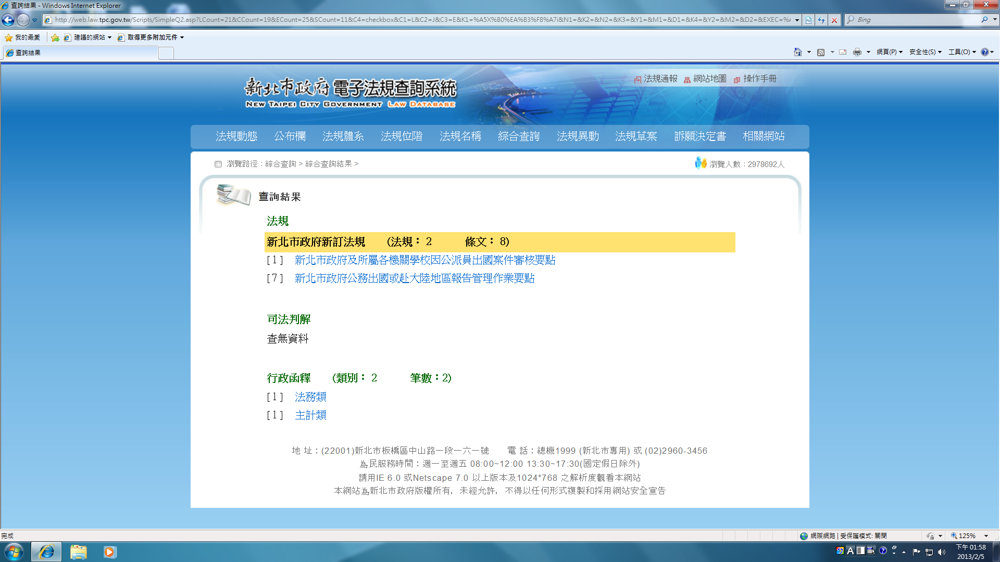 查詢結果 - Windows Internet Explorer
http://web.law.tpc.gov.tw/Scripts/SimpleQ2.asp?LCount=21&CCount=19&ECount=25&SCount=11&C4=checkbox&C1=L&C2=J&C3=E&K1=%A5X%B0%EA%B3%F8%A7i&N1=&K2=&N2=&K3=&Y1=&M1=&D1=&K4=&Y2=&M2=&D2=&EXEC=%
Bing
我的最愛 建議的網站 取得更多附加元件
查詢結果
網頁(P) 安全性(S) 工具(O)
法規通報 網站地圖 操作手冊
新北市政府 電子法規查詢系統
NEW TAIPEI CITY GOVERNMENT LAW DATABASE
法規動態 公布欄 法規體系 法規位階 法規名稱 綜合查詢 法規異動 法規草案 訴願決定書 相關網站
瀏覽路徑：綜合查詢 > 綜合查詢結果 >
瀏覽人數：2978692人
查詢結果
法規
新北市政府新訂法規 (法規： 2 條文： 8)
[ 1 ] 新北市政府及所屬各機關學校因公派員出國案件審核要點
[ 7 ] 新北市政府公務出國或赴大陸地區報告管理作業要點
司法判解
查無資料
行政函釋 (類別： 2 筆數：2)
[ 1 ] 法務類
[ 1 ] 主計類
地 址：(22001)新北市板橋區中山路一段一六一號 電 話：總機1999 (新北市專用) 或 (02)2960-3456
為民服務時間：週一至週五 08:00~12:00 13:30~17:30(國定假日除外)
請用IE 6.0 或Netscape 7.0 以上版本及1024*768 之解析度觀看本網站
本網站為新北市政府版權所有, 未經允許, 不得以任何形式複製和採用網站安全宣告
完成
網際網路 | 受保護模式: 關閉
125%
下午 01:58
2013/2/5